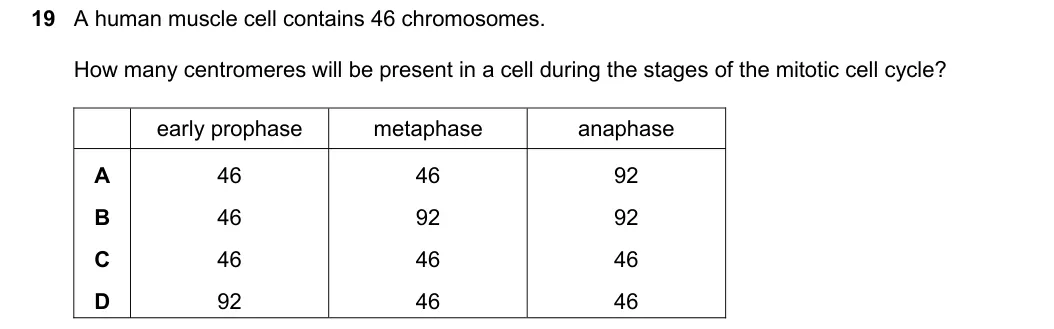 19 A human muscle cell contains 46 chromosomes.
How many centromeres will be present in a cell during the stages of the mitotic cell cycle?
early prophase metaphase anaphase
A 46 46 92
B 46 92 92
C 46 46 46
D 92 46 46